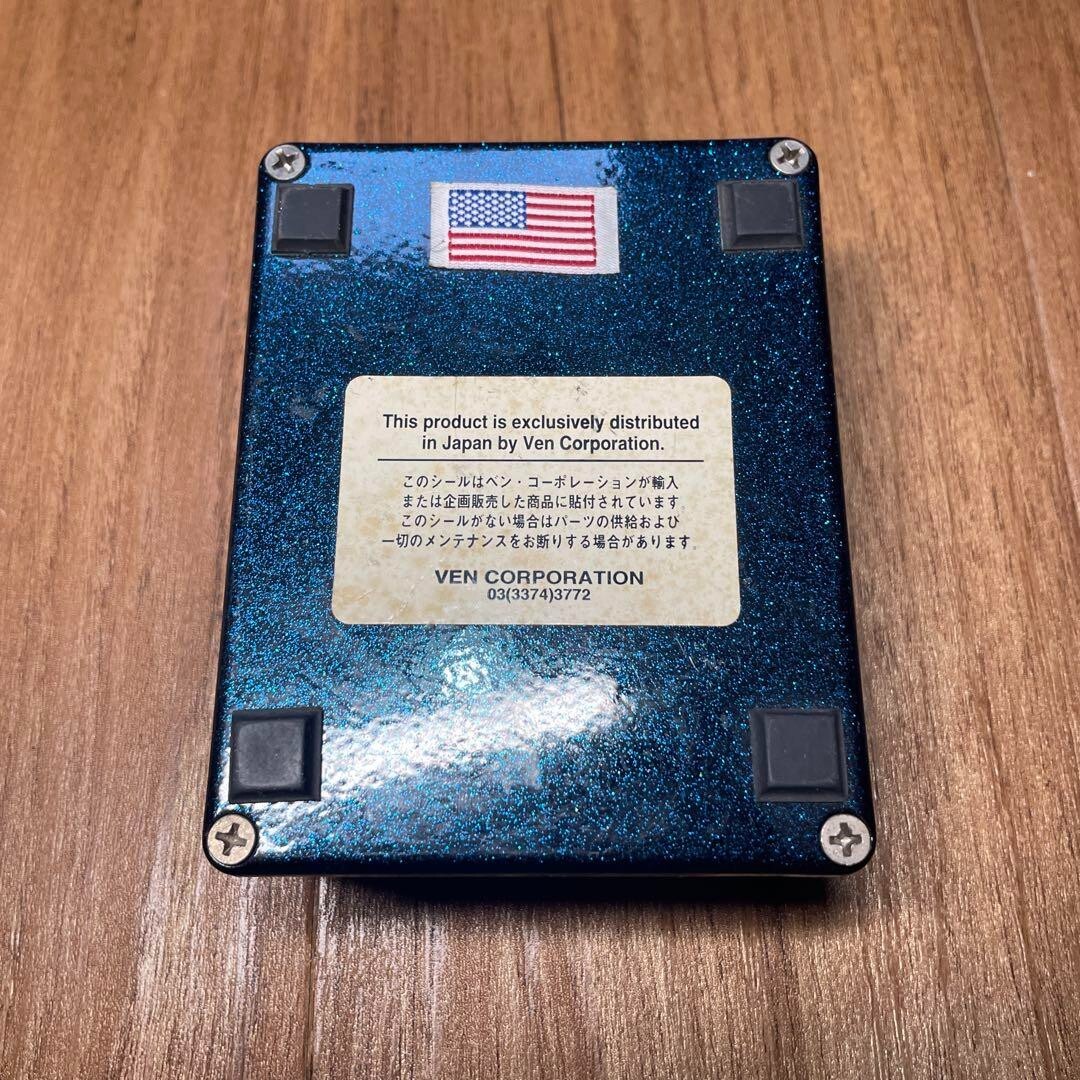 This product is exclusively distributed
in Japan by Ven Corporation.
このシールはベン・コーポレーションが輸入
または企画販売した商品に貼付されています
このシールがない場合はパーツの供給および
一切のメンテナンスをお断りする場合があります。
VEN CORPORATION
03(3374)3772